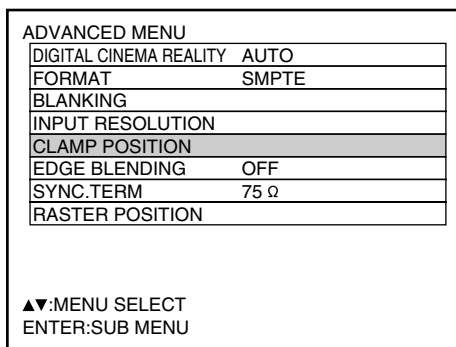 ADVANCED MENU
DIGITAL CINEMA REALITY AUTO
FORMAT SMPTE
BLANKING
INPUT RESOLUTION
CLAMP POSITION
EDGE BLENDING OFF
SYNC.TERM 75 Ω
RASTER POSITION
▲▼:MENU SELECT
ENTER:SUB MENU